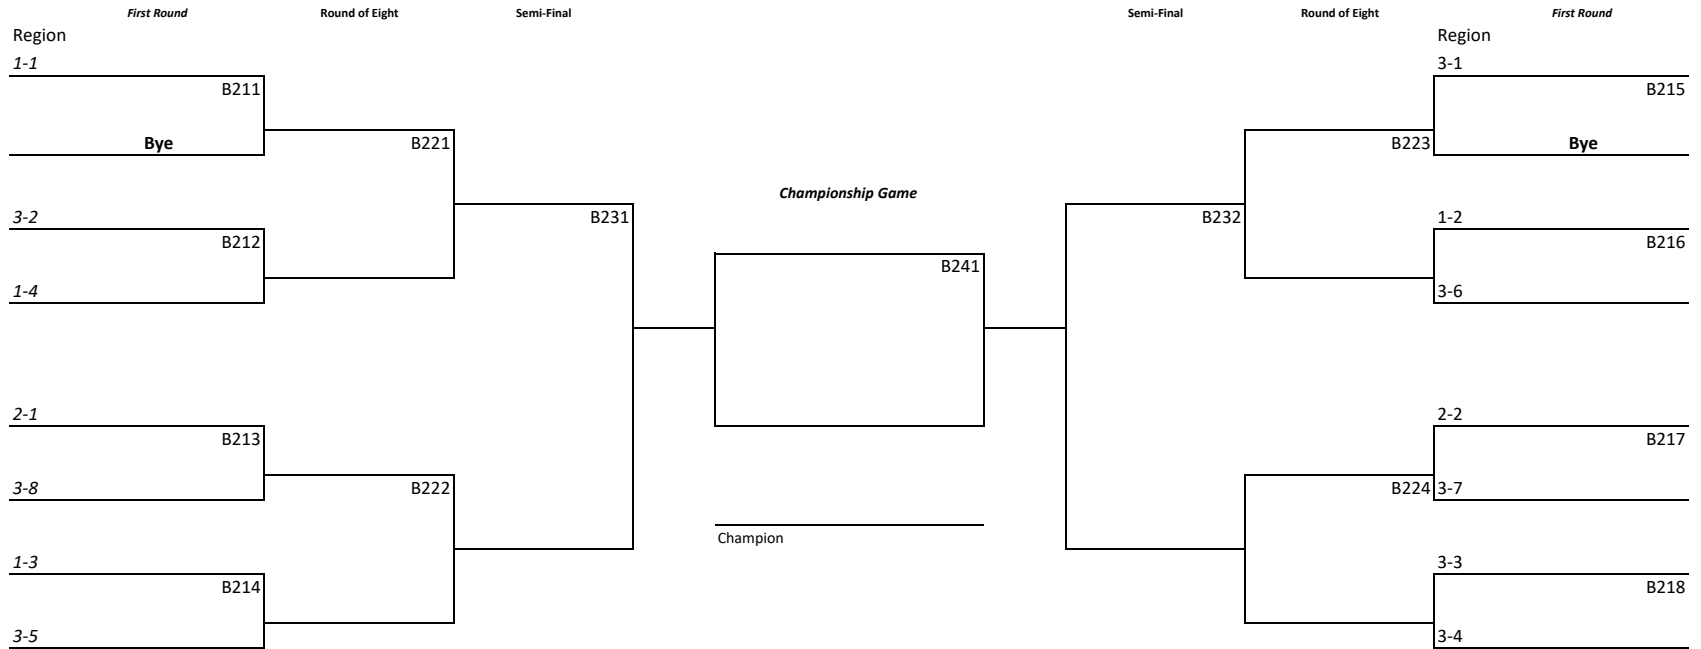 First Round Round of Eight Semi-Final Semi-Final Round of Eight First Round
Region Region
1-1 3-1
B211 B215
Bye B221 B223 Bye
Championship Game
3-2 B231 B232 1-2
B212 B216
B241
1-4 3-6
2-1 2-2
B213 B217
3-8 B222 B224 3-7
Champion
1-3 3-3
B214 B218
3-5 3-4